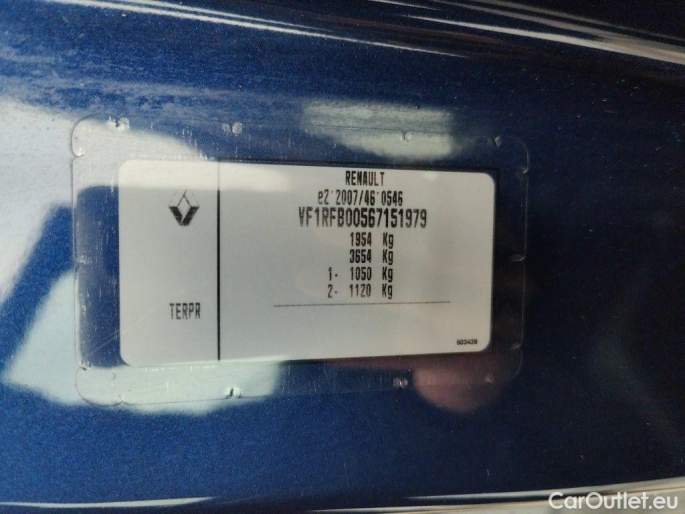 RENAULT
e2*2007/46*0546
VF1RFB00567151979
1954 Kg
3654 Kg
1- 1050 Kg
2- 1120 Kg
TERPR
603428
CarOutlet.eu